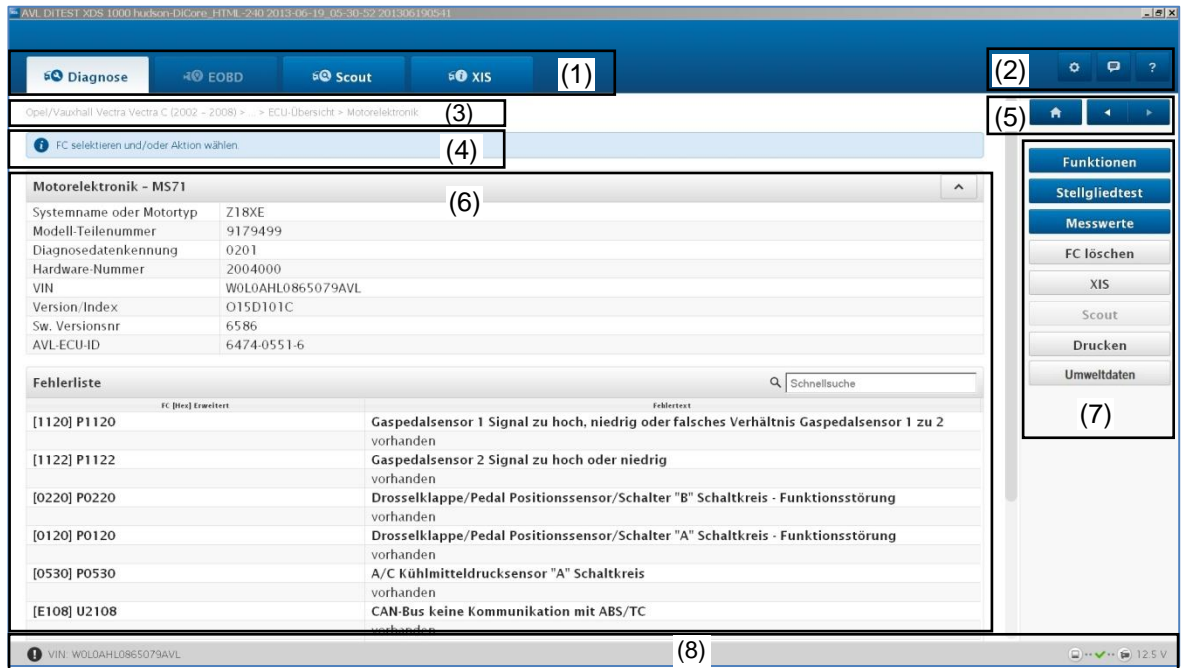 AVL DiTEST XDS 1000 hudson-DiCore_HTML-240 2013-06-19_05-30-52 201306190541
Diagnose EOBD Scout XIS (1)
(2) ?
Opel/Vauxhall Vectra Vectra C (2002 - 2008) > ... > ECU-Übersicht > Motorelektronik (3)
(5)
FC selektieren und/oder Aktion wählen. (4)
Motorelektronik - MS71
(6)
Systemname oder Motortyp Z18XE
Modell-Teilenummer 9179499
Diagnosedatenkennung 0201
Hardware-Nummer 2004000
VIN W0L0AHL0865079AVL
Version/Index O15D101C
Sw. Versionsnr 6586
AVL-ECU-ID 6474-0551-6
Fehlerliste Schnellsuche
FC [Hex] Erweitert Fehlertext
[1120] P1120 Gaspedalsensor 1 Signal zu hoch, niedrig oder falsches Verhältnis Gaspedalsensor 1 zu 2
vorhanden
[1122] P1122 Gaspedalsensor 2 Signal zu hoch oder niedrig
vorhanden
[0220] P0220 Drosselklappe/Pedal Positionssensor/Schalter "B" Schaltkreis - Funktionsstörung
vorhanden
[0120] P0120 Drosselklappe/Pedal Positionssensor/Schalter "A" Schaltkreis - Funktionsstörung
vorhanden
[0530] P0530 A/C Kühlmitteldrucksensor "A" Schaltkreis
vorhanden
[E108] U2108 CAN-Bus keine Kommunikation mit ABS/TC
vorhanden
Funktionen
Stellgliedtest
Messwerte
FC löschen
XIS
Scout
Drucken
Umweltdaten
(7)
VIN: W0L0AHL0865079AVL (8) 12.5 V